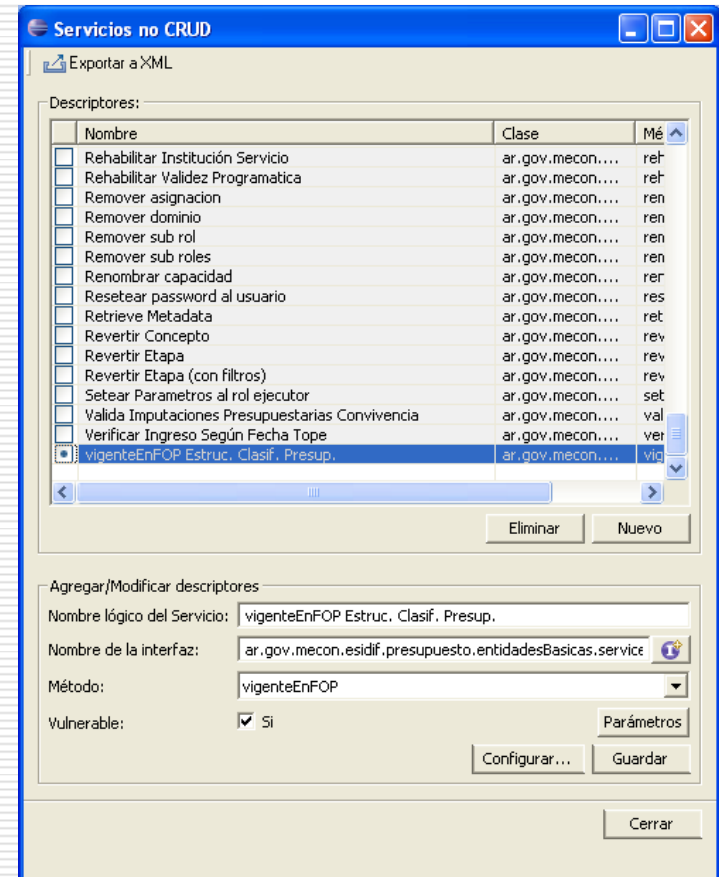 Servicios no CRUD
Exportar a XML
Descriptores:
Nombre Clase Mé
Rehabilitar Institución Servicio ar.gov.mecon.... reh
Rehabilitar Validez Programatica ar.gov.mecon.... reh
Remover asignacion ar.gov.mecon.... ren
Remover dominio ar.gov.mecon.... ren
Remover sub rol ar.gov.mecon.... ren
Remover sub roles ar.gov.mecon.... ren
Renombrar capacidad ar.gov.mecon.... rer
Resetear password al usuario ar.gov.mecon.... res
Retrieve Metadata ar.gov.mecon.... ret
Revertir Concepto ar.gov.mecon.... rev
Revertir Etapa ar.gov.mecon.... rev
Revertir Etapa (con filtros) ar.gov.mecon.... rev
Setear Parametros al rol ejecutor ar.gov.mecon.... set
Valida Imputaciones Presupuestarias Convivencia ar.gov.mecon.... val
Verificar Ingreso Según Fecha Tope ar.gov.mecon.... ver
vigenteEnFOP Estruc. Clasif. Presup. ar.gov.mecon.... vig
Eliminar Nuevo
Agregar/Modificar descriptores
Nombre lógico del Servicio: vigenteEnFOP Estruc. Clasif. Presup.
Nombre de la interfaz: ar.gov.mecon.esidif.presupuesto.entidadesBasicas.service
Método: vigenteEnFOP
Vulnerable: Si Parámetros
Configurar... Guardar
Cerrar